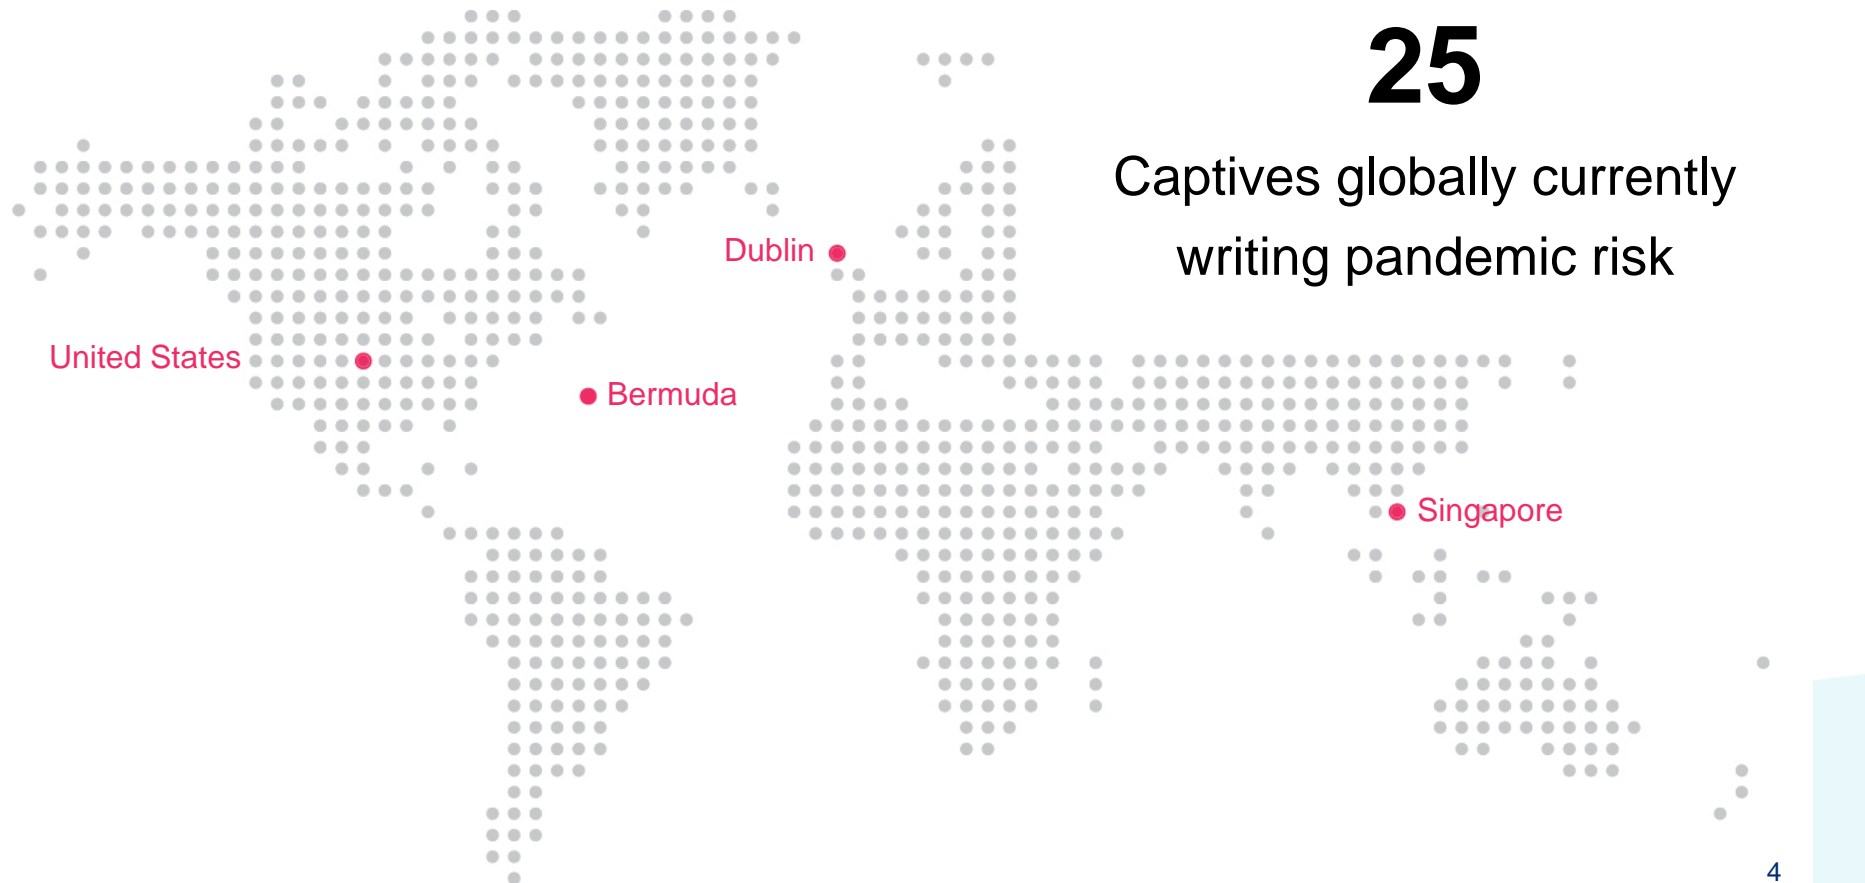 25
Captives globally currently
writing pandemic risk
Dublin
United States
Bermuda
Singapore
4